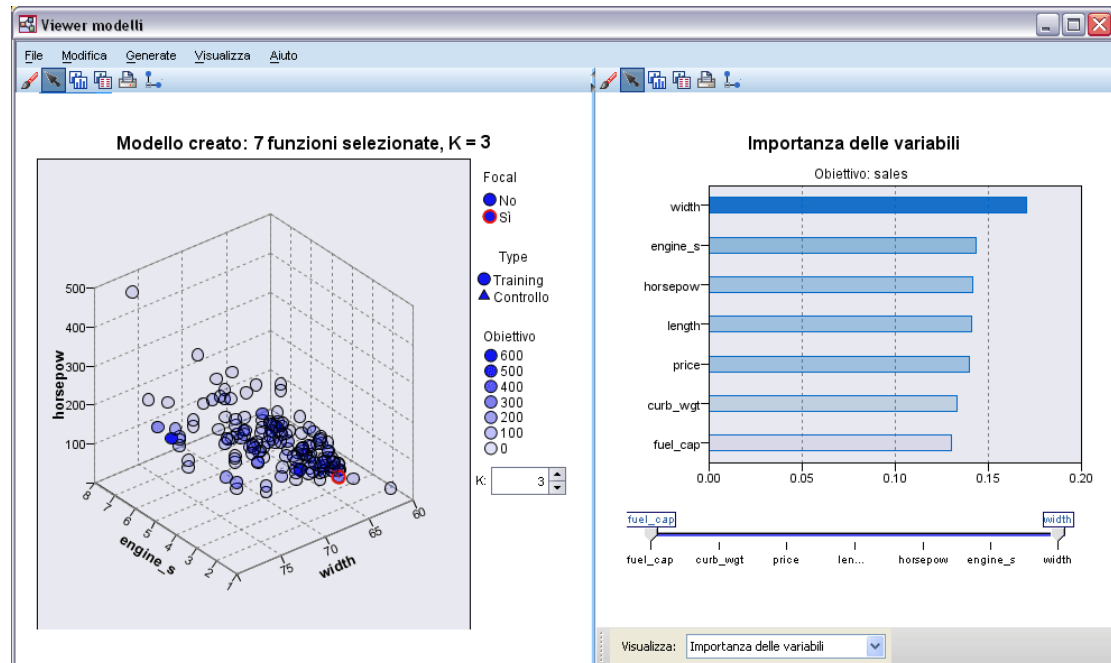 Viewer modelli
File Modifica Generate Visualizza Aiuto
Modello creato: 7 funzioni selezionate, K = 3
Focal
No
Sì
Type
Training
Controllo
Obiettivo
600
500
400
300
200
100
0
K: 3
horsepow
500
400
300
200
100
engine_s
8
7
6
5
4
3
2
1
width
75
70
65
60
Importanza delle variabili
Obiettivo: sales
width
engine_s
horsepow
length
price
curb_wgt
fuel_cap
0.00 0.05 0.10 0.15 0.20
fuel_cap width
fuel_cap curb_wgt price len... horsepow engine_s width
Visualizza: Importanza delle variabili